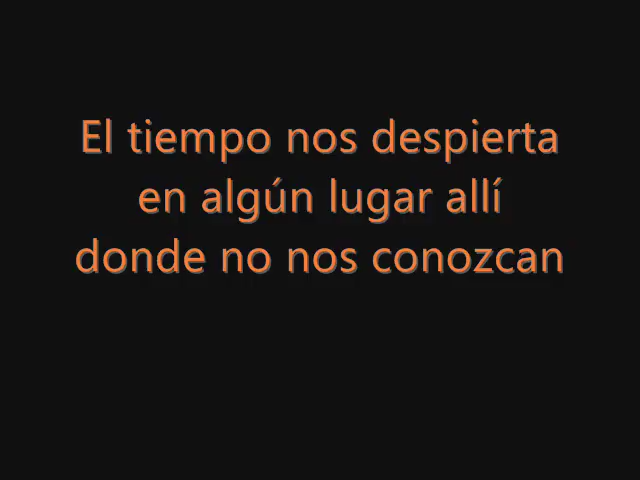 El tiempo nos despierta
en algún lugar allí
donde no nos conozcan